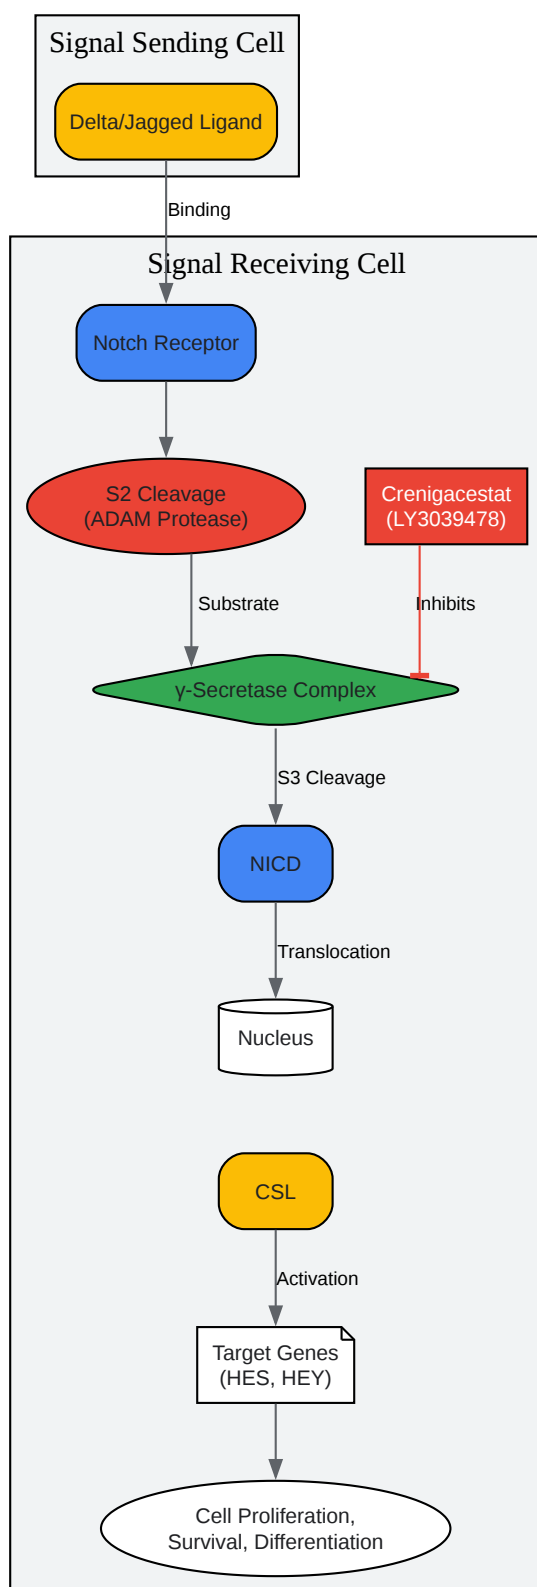 Signal Sending Cell
Delta/Jagged Ligand
Binding
Signal Receiving Cell
Notch Receptor
S2 Cleavage
(ADAM Protease)
Crenigacestat
(LY3039478)
Substrate
Inhibits
γ-Secretase Complex
S3 Cleavage
NICD
Translocation
Nucleus
CSL
Activation
Target Genes
(HES, HEY)
Cell Proliferation,
Survival, Differentiation